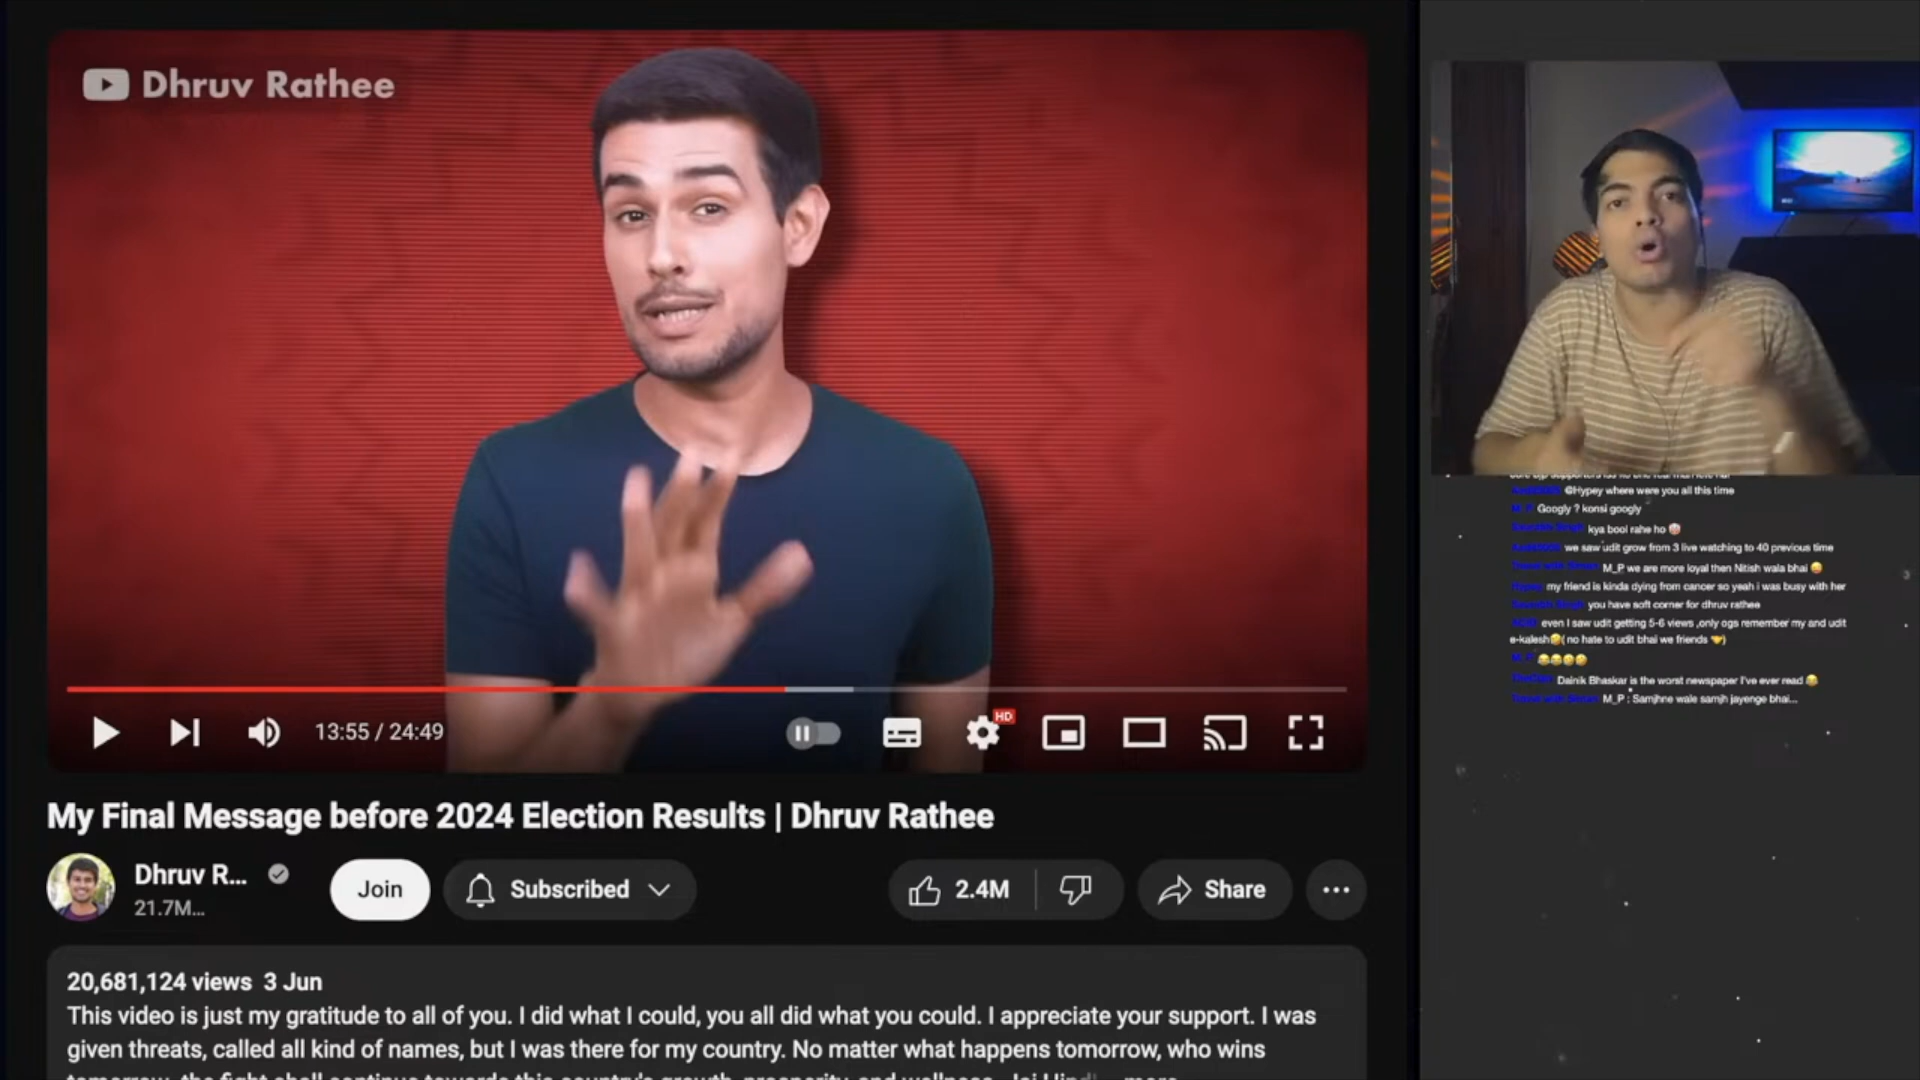 Dhruv Rathee
13:55 / 24:49
HD
My Final Message before 2024 Election Results | Dhruv Rathee
Dhruv R...
21.7M...
Join
Subscribed
2.4M
Share
20,681,124 views 3 Jun
This video is just my gratitude to all of you. I did what I could, you all did what you could. I appreciate your support. I was
given threats, called all kind of names, but I was there for my country. No matter what happens tomorrow, who wins
@Hypey where were you all this time
M_P Googly ? konsi googly
kya bool rahe ho 🤡
we saw udit grow from 3 live watching to 40 previous time
M_P we are more loyal then Nitish wala bhai 😜
Hypey my friend is kinda dying from cancer so yeah i was busy with her
you have soft corner for dhruv rathee
even I saw udit getting 5-6 views ,only ogs remember my and udit
e-kalesh🤣( no hate to udit bhai we friends 🤝)
M_P 😂😂🤣🤣
Dainik Bhaskar is the worst newspaper I've ever read 😂
M_P : Samjhne wale samjh jayenge bhai...